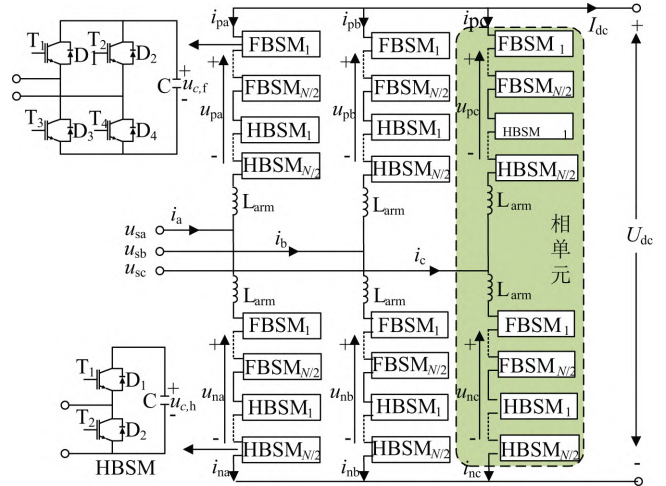 ipa
ipb
ipc
Idc
+
T1
D1
T2
D2
C
+
uc,f
-
T3
D3
T4
D4
FBSM1
FBSMN/2
HBSM1
HBSMN/2
+
upa
-
FBSM1
FBSMN/2
HBSM1
HBSMN/2
+
upb
-
FBSM1
FBSMN/2
HBSM 1
HBSMN/2
+
upc
-
Larm
Larm
Larm
相单元
Udc
usa
usb
usc
ia
ib
ic
Larm
Larm
Larm
T1
D1
T2
D2
C
+
uc,h
-
HBSM
FBSM1
FBSMN/2
HBSM1
HBSMN/2
+
una
-
FBSM1
FBSMN/2
HBSM1
HBSMN/2
+
unb
-
FBSM1
FBSMN/2
HBSM1
HBSMN/2
+
unc
-
ina
inb
inc
-